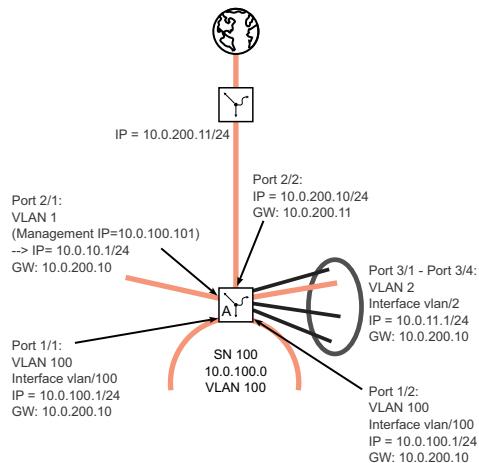 IP = 10.0.200.11/24
Port 2/2:
IP = 10.0.200.10/24
GW: 10.0.200.11
Port 2/1:
VLAN 1
(Management IP=10.0.100.101)
--> IP= 10.0.10.1/24
GW: 10.0.200.10
Port 3/1 - Port 3/4:
VLAN 2
Interface vlan/2
IP = 10.0.11.1/24
GW: 10.0.200.10
A
Port 1/1:
VLAN 100
Interface vlan/100
IP = 10.0.100.1/24
GW: 10.0.200.10
SN 100
10.0.100.0
VLAN 100
Port 1/2:
VLAN 100
Interface vlan/100
IP = 10.0.100.1/24
GW: 10.0.200.10